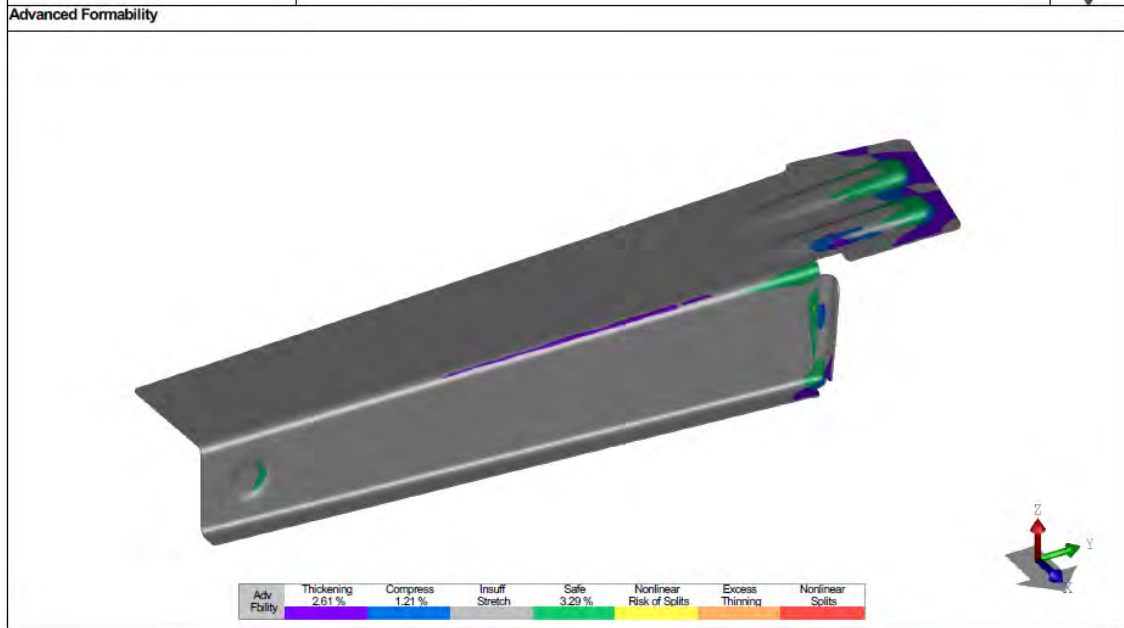 Advanced Formability
Z
Y
X
Adv Fbility
Thickening 2.61 %
Compress 1.21 %
Insuff Stretch
Safe 3.29 %
Nonlinear Risk of Splits
Excess Thinning
Nonlinear Splits